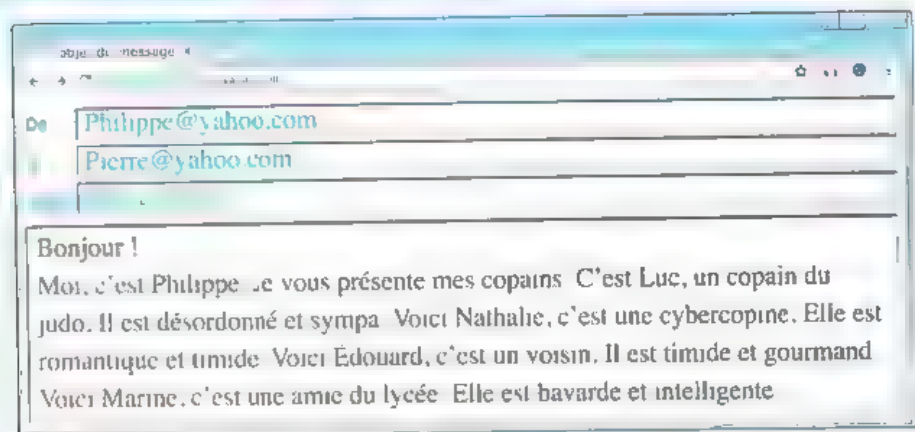 De Philippe@yahoo.com
Pierre@yahoo.com
Bonjour !
Moi, c'est Philippe Je vous présente mes copains C'est Luc, un copain du
judo. Il est désordonné et sympa Voici Nathalie, c'est une cybercopine. Elle est
romantique et timide Voici Édouard, c'est un voisin. Il est timide et gourmand
Voici Marine, c'est une amie du lycée Elle est bavarde et intelligente